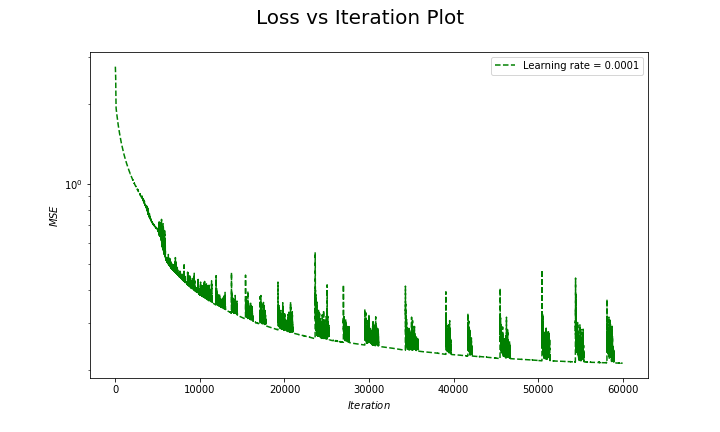 Loss vs Iteration Plot
Learning rate = 0.0001
10⁰
MSE
0 10000 20000 30000 40000 50000 60000
Iteration